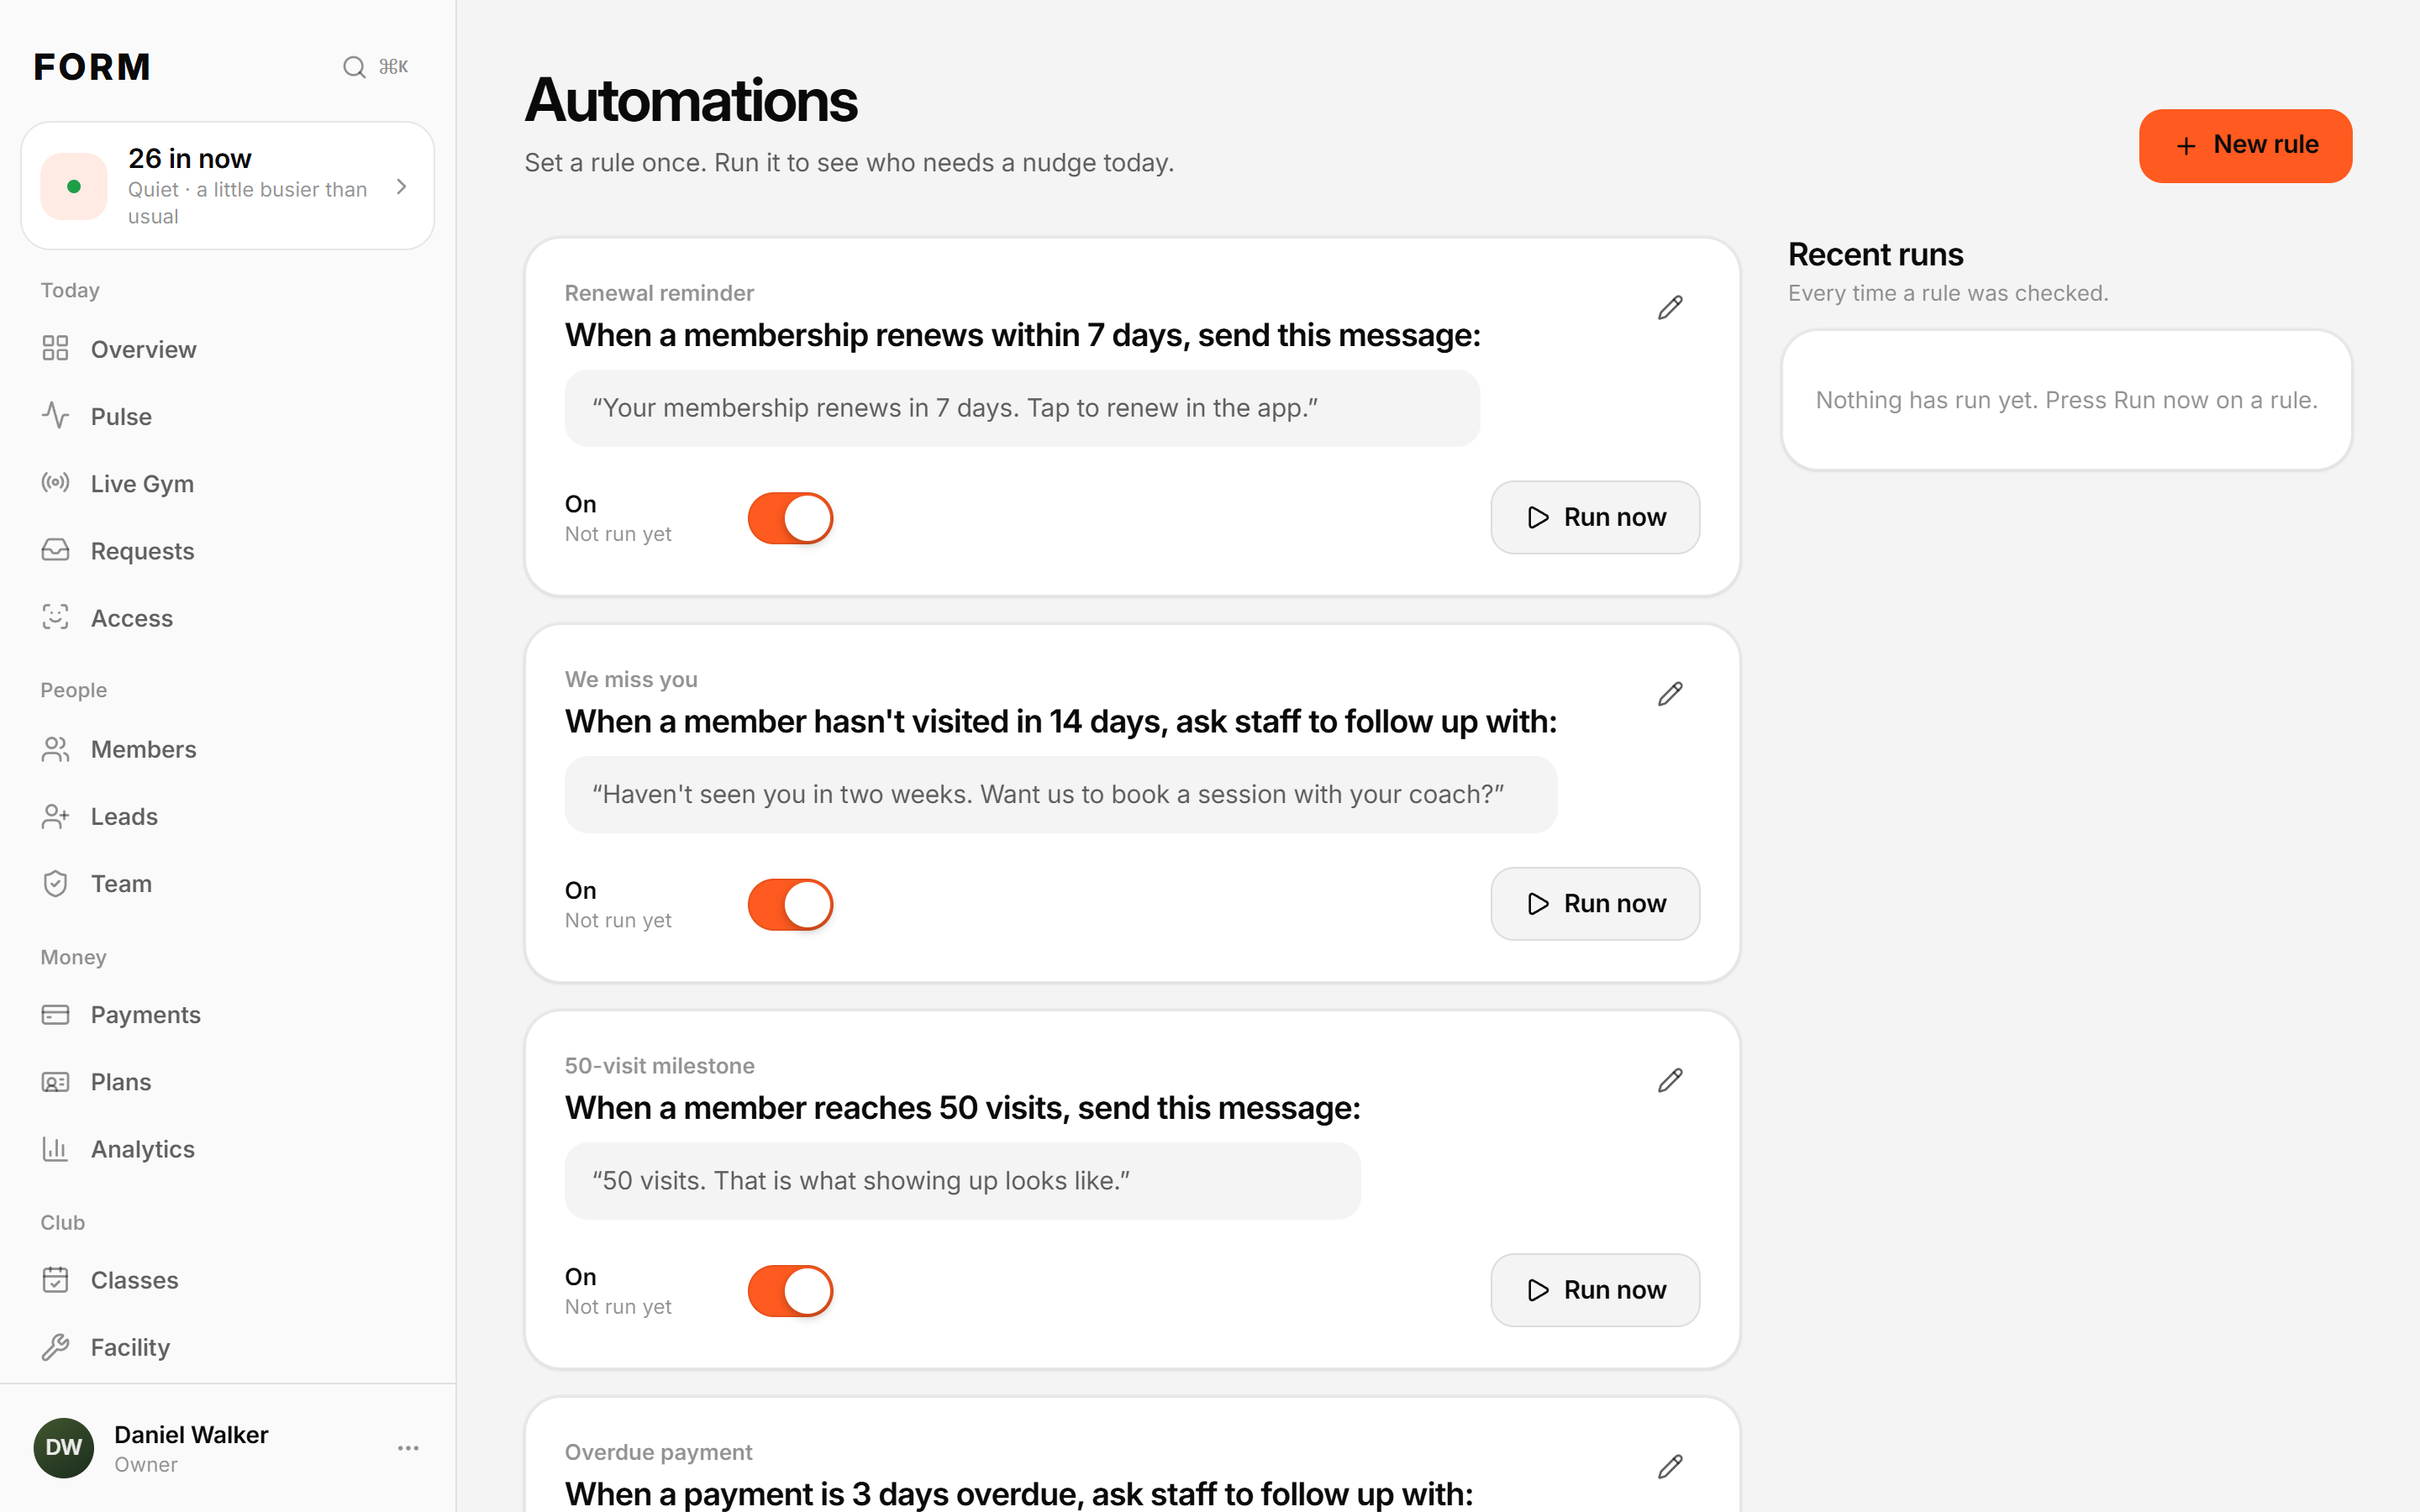 FORM
⌘K
26 in now
Quiet · a little busier than
usual
Today
Overview
Pulse
Live Gym
Requests
Access
People
Members
Leads
Team
Money
Payments
Plans
Analytics
Club
Classes
Facility
DW
Daniel Walker
Owner
Automations
Set a rule once. Run it to see who needs a nudge today.
New rule
Renewal reminder
When a membership renews within 7 days, send this message:
“Your membership renews in 7 days. Tap to renew in the app.”
On
Not run yet
Run now
We miss you
When a member hasn't visited in 14 days, ask staff to follow up with:
“Haven't seen you in two weeks. Want us to book a session with your coach?”
On
Not run yet
Run now
50-visit milestone
When a member reaches 50 visits, send this message:
“50 visits. That is what showing up looks like.”
On
Not run yet
Run now
Overdue payment
When a payment is 3 days overdue, ask staff to follow up with:
Recent runs
Every time a rule was checked.
Nothing has run yet. Press Run now on a rule.